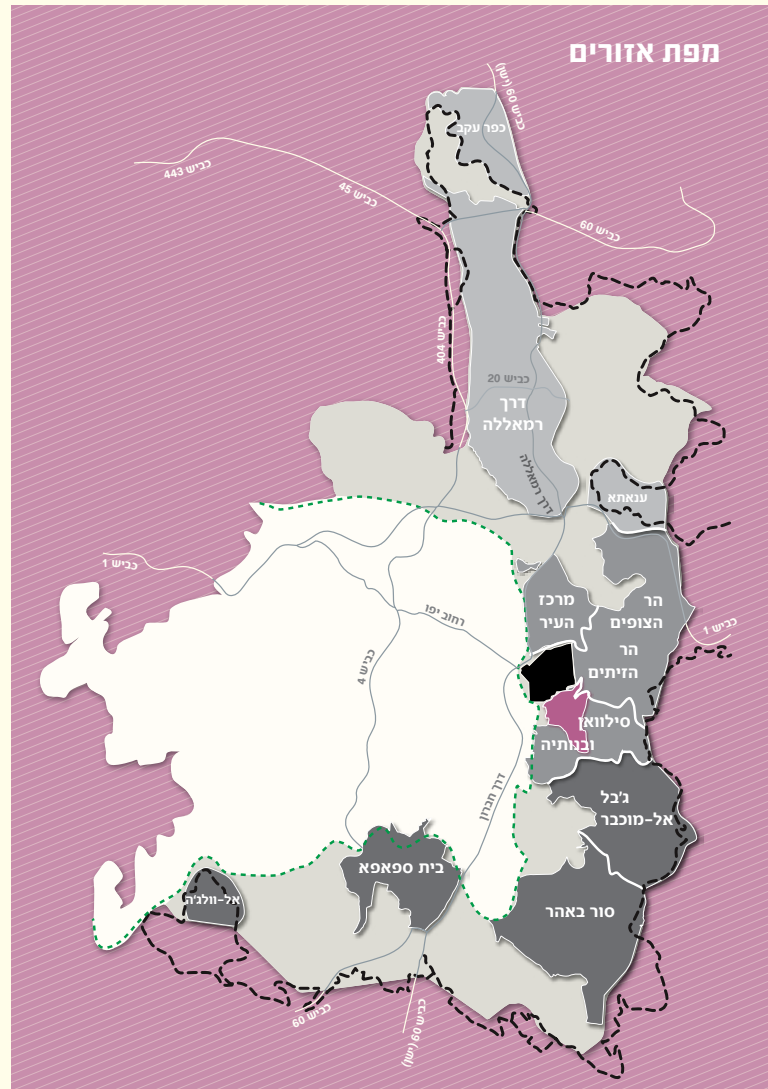 מפת אזורים
כביש 60 (ישן)
כפר עקב
כביש 443
כביש 45
כביש 60
כביש 404
כביש 20
דרך
רמאללה
דרך רמאללה
ענאתא
כביש 1
מרכז
העיר
הר
הצופים
הר
הזיתים
כביש 1
רחוב יפו
כביש 4
סילוואן
ובנותיה
דרך חברון
ג'בל
אל-מוכבר
בית ספאפא
אל-וולג'ה
סור באהר
כביש 60
כביש 60 (ישן)